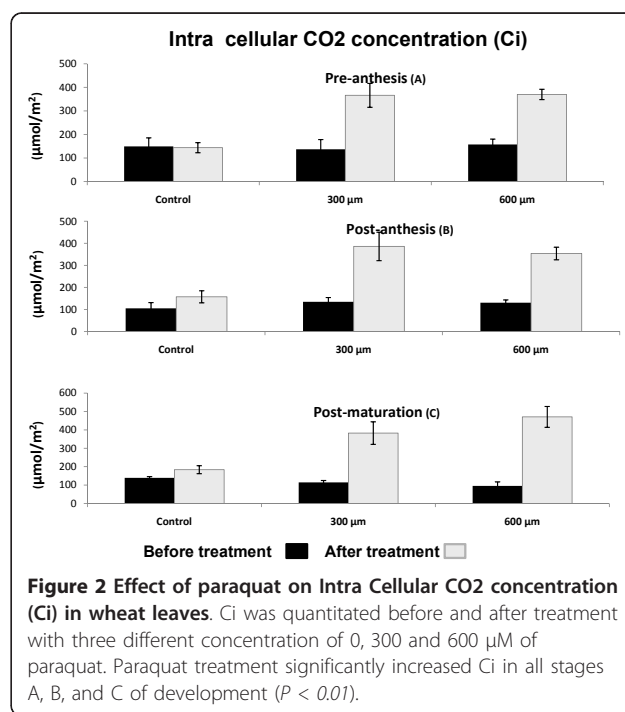 Intra cellular CO2 concentration (Ci)
Pre-anthesis (A)
(µmol/m²)
500
400
300
200
100
0
Control 300 µm 600 µm
Post-anthesis (B)
(µmol/m²)
500
400
300
200
100
0
Control 300 µm 600 µm
Post-maturation (C)
(µmol/m²)
600
500
400
300
200
100
0
Control 300 µm 600 µm
Before treatment After treatment
Figure 2 Effect of paraquat on Intra Cellular CO2 concentration
(Ci) in wheat leaves. Ci was quantitated before and after treatment
with three different concentration of 0, 300 and 600 µM of
paraquat. Paraquat treatment significantly increased Ci in all stages
A, B, and C of development (P < 0.01).